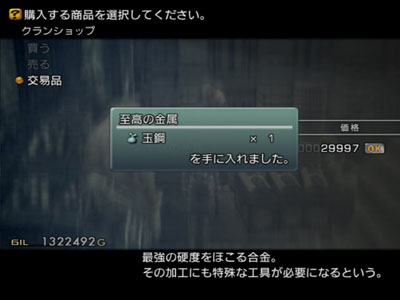 購入する商品を選択してください。
クランショップ
買う
売る
交易品
至高の金属
玉鋼 × 1
を手に入れました。
価格
00029997 OK
GIL 1322492G
最強の硬度をほこる合金。
その加工にも特殊な工具が必要になるという。